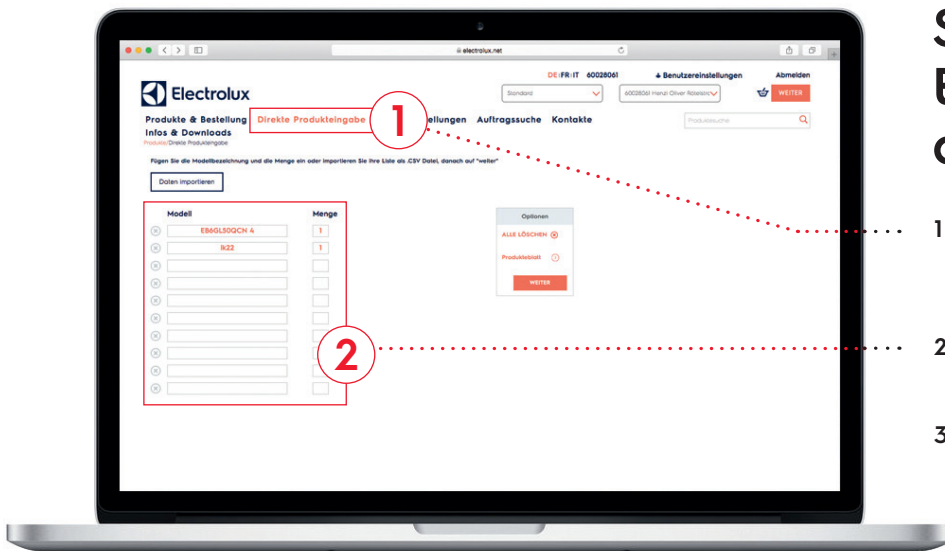 electrolux.net
DE | FR | IT 60028061 Benutzereinstellungen Abmelden
Electrolux
Standard 60028061 Henzi Oliver WEITER
Produkte & Bestellung Direkte Produkteingabe 1 ellungen Auftragssuche Kontakte Produktsuche
Infos & Downloads
Produkte/Direkte Produkteingabe
Fügen Sie die Modellbezeichnung und die Menge ein oder importieren Sie Ihre Liste als .CSV Datei, danach auf "weiter"
Daten importieren
Modell Menge
EB6GL50QCN 4 1
ik22 1
Optionen
ALLE LÖSCHEN
Produkteblatt
WEITER
2
S
E
1
2
3